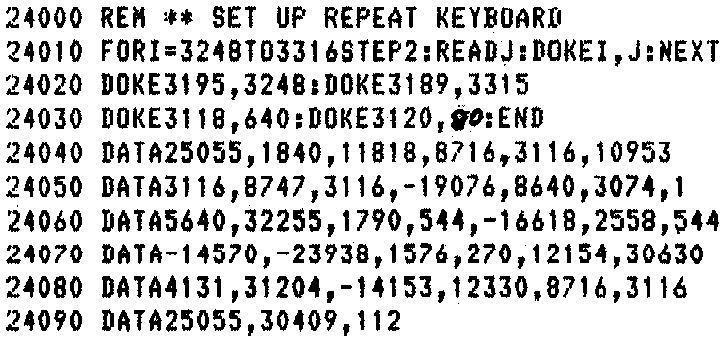 24000 REM ** SET UP REPEAT KEYBOARD
24010 FORI=3248TO3316STEP2:READJ:DOKEI,J:NEXT
24020 DOKE3195,3248:DOKE3189,3315
24030 DOKE3118,640:DOKE3120,80:END
24040 DATA25055,1840,11818,8716,3116,10953
24050 DATA3116,8747,3116,-19076,8640,3074,1
24060 DATA5640,32255,1790,544,-16618,2558,544
24070 DATA-14570,-23938,1576,270,12154,30630
24080 DATA4131,31204,-14153,12330,8716,3116
24090 DATA25055,30409,112